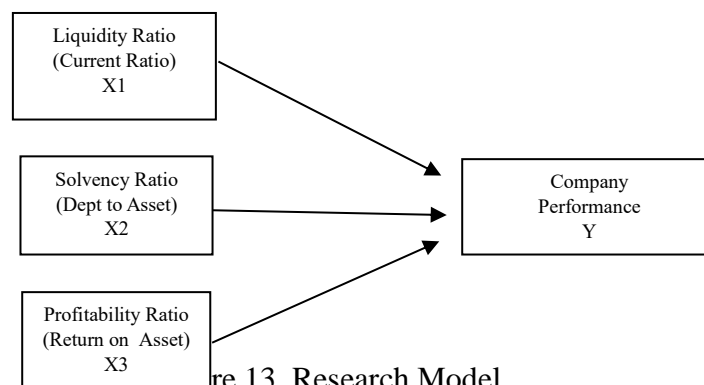 Liquidity Ratio
(Current Ratio)
X1
Solvency Ratio
(Dept to Asset)
X2
Company
Performance
Y
Profitability Ratio
(Return on Asset)
X3
re 13 Research Model